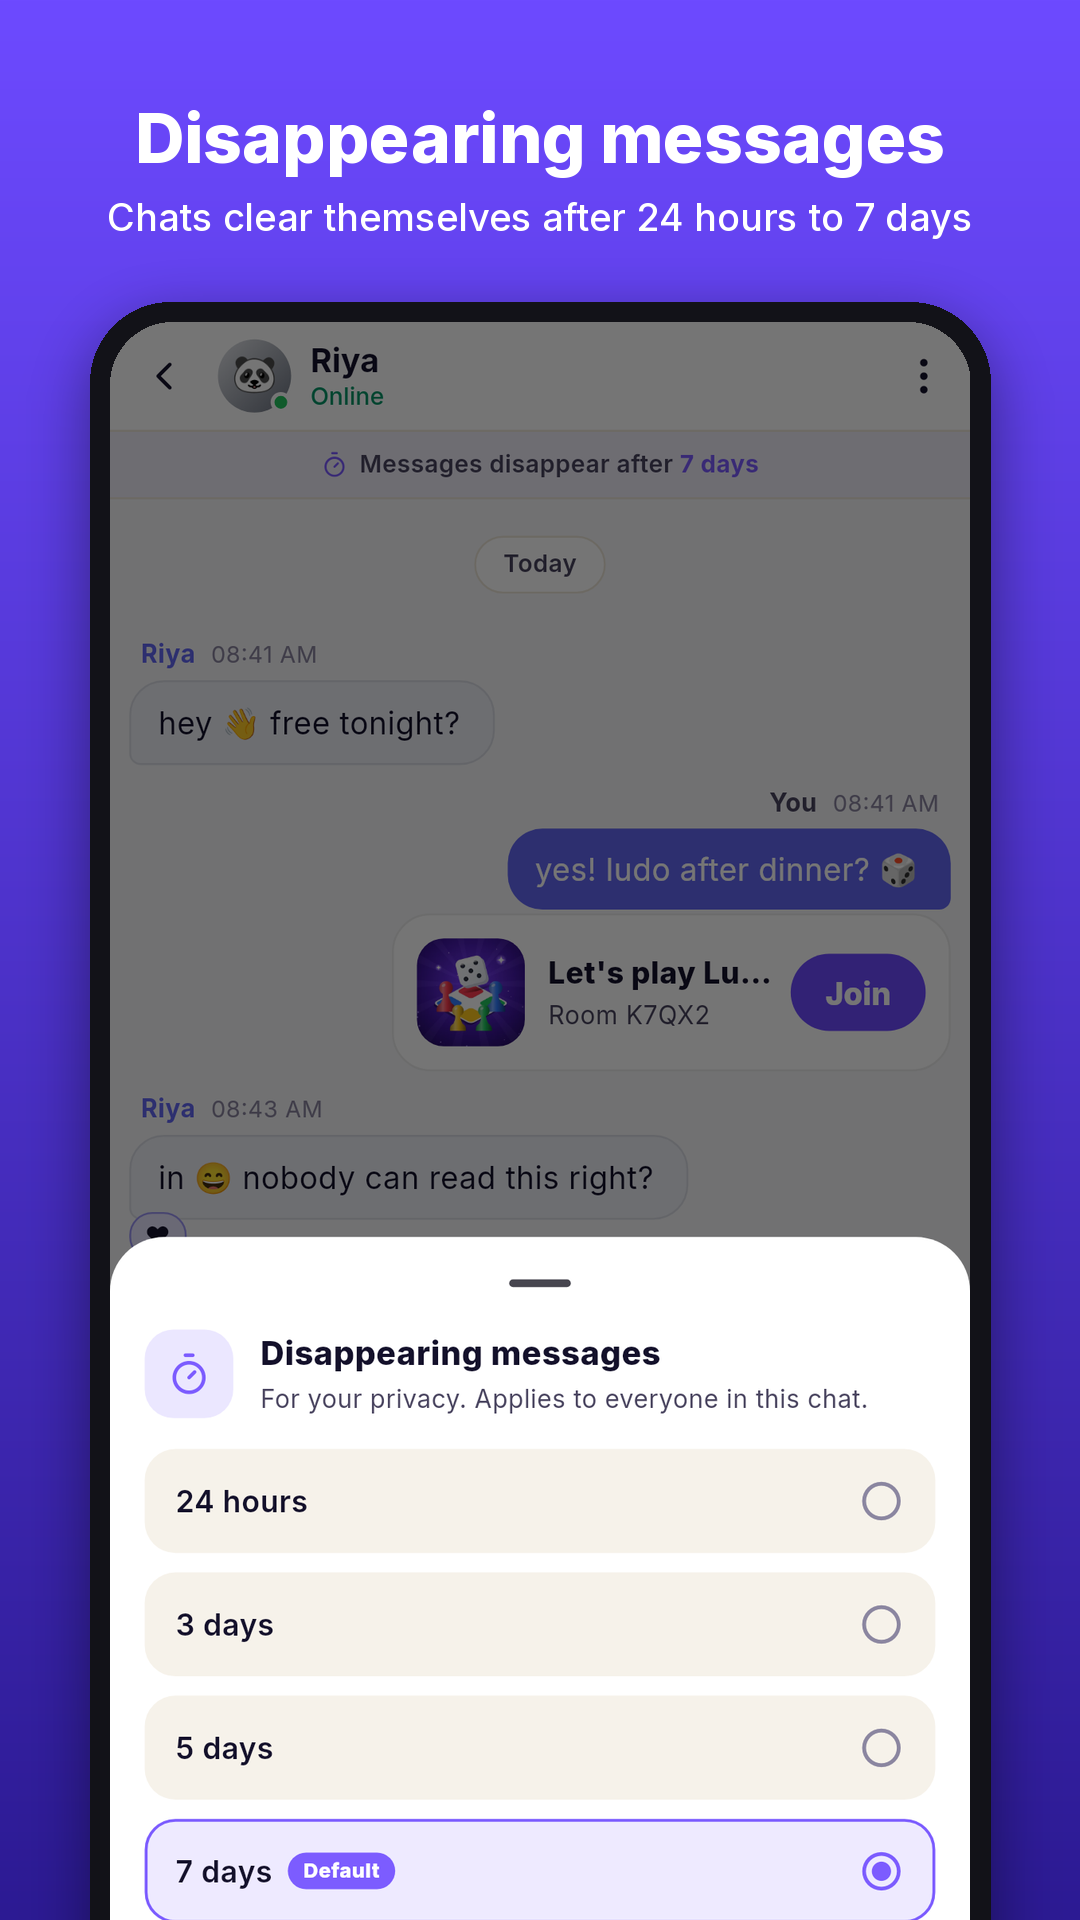 Disappearing messages
Chats clear themselves after 24 hours to 7 days
Riya
Online
Messages disappear after 7 days
Today
Riya 08:41 AM
hey 👋 free tonight?
You 08:41 AM
yes! ludo after dinner? 🎲
Let's play Lu...
Room K7QX2
Join
Riya 08:43 AM
in 😄 nobody can read this right?
Disappearing messages
For your privacy. Applies to everyone in this chat.
24 hours
3 days
5 days
7 days Default